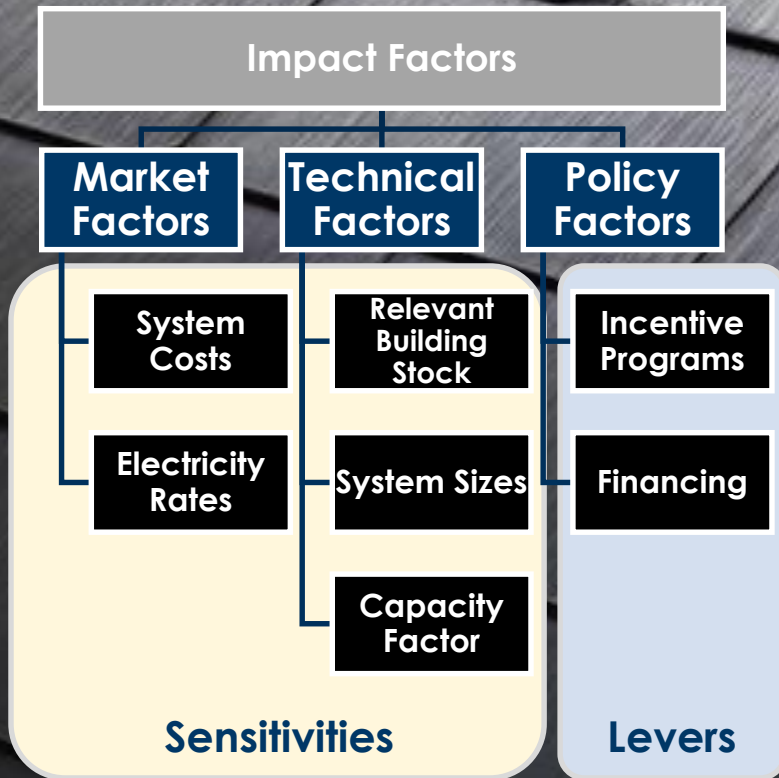 Impact Factors
Market
Factors
Technical
Factors
Policy
Factors
System
Costs
Electricity
Rates
Relevant
Building
Stock
System Sizes
Capacity
Factor
Incentive
Programs
Financing
Sensitivities
Levers